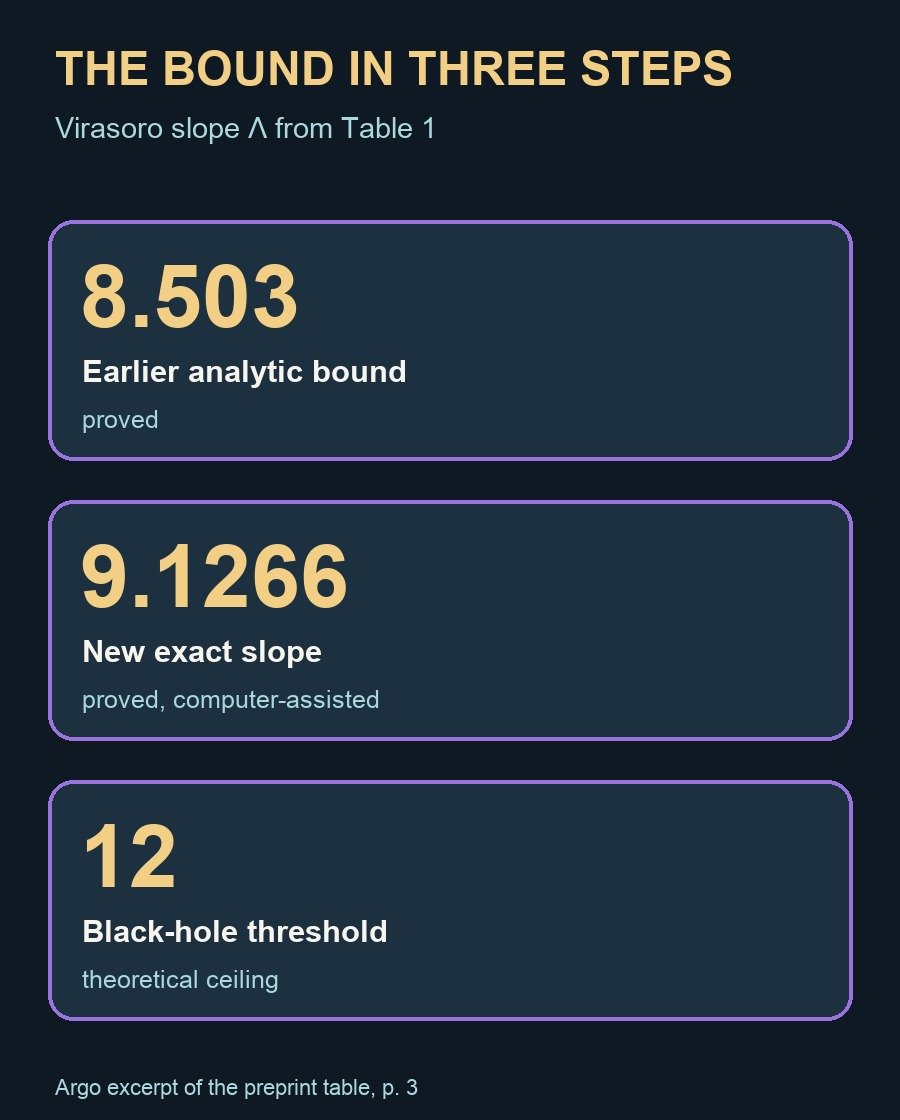 THE BOUND IN THREE STEPS
Virasoro slope Λ from Table 1
8.503
Earlier analytic bound
proved
9.1266
New exact slope
proved, computer-assisted
12
Black-hole threshold
theoretical ceiling
Argo excerpt of the preprint table, p. 3